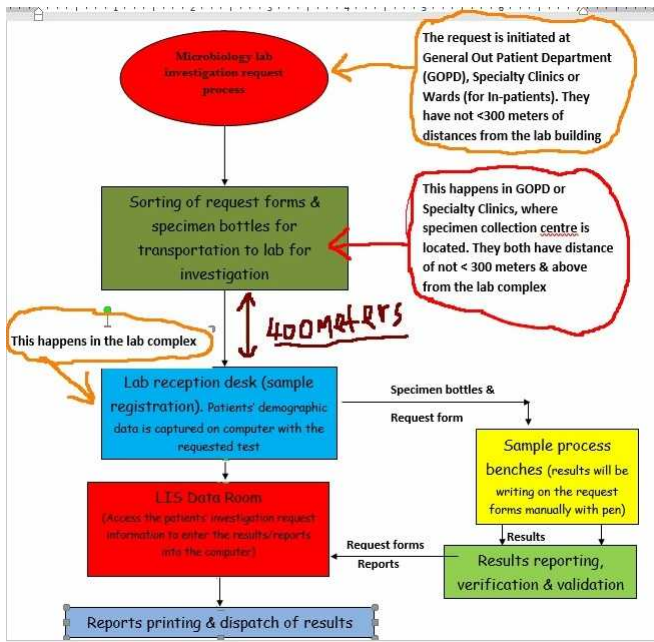 Microbiology lab
investigation request
process
The request is initiated at
General Out Patient Department
(GOPD), Specialty Clinics or
Wards (for In-patients). They
have not <300 meters of
distances from the lab building
Sorting of request forms &
specimen bottles for
transportation to lab for
investigation
This happens in GOPD or
Specialty Clinics, where
specimen collection centre is
located. They both have distance
of not < 300 meters & above
from the lab complex
400meters
This happens in the lab complex
Lab reception desk (sample
registration). Patients' demographic
data is captured on computer with the
requested test
Specimen bottles &
Request form
Sample process
benches (results will be
writing on the request
forms manually with pen)
LIS Data Room
(Access the patients' investigation request
information to enter the results/reports
into the computer)
Results
Request forms
Reports
Results reporting,
verification & validation
Reports printing & dispatch of results